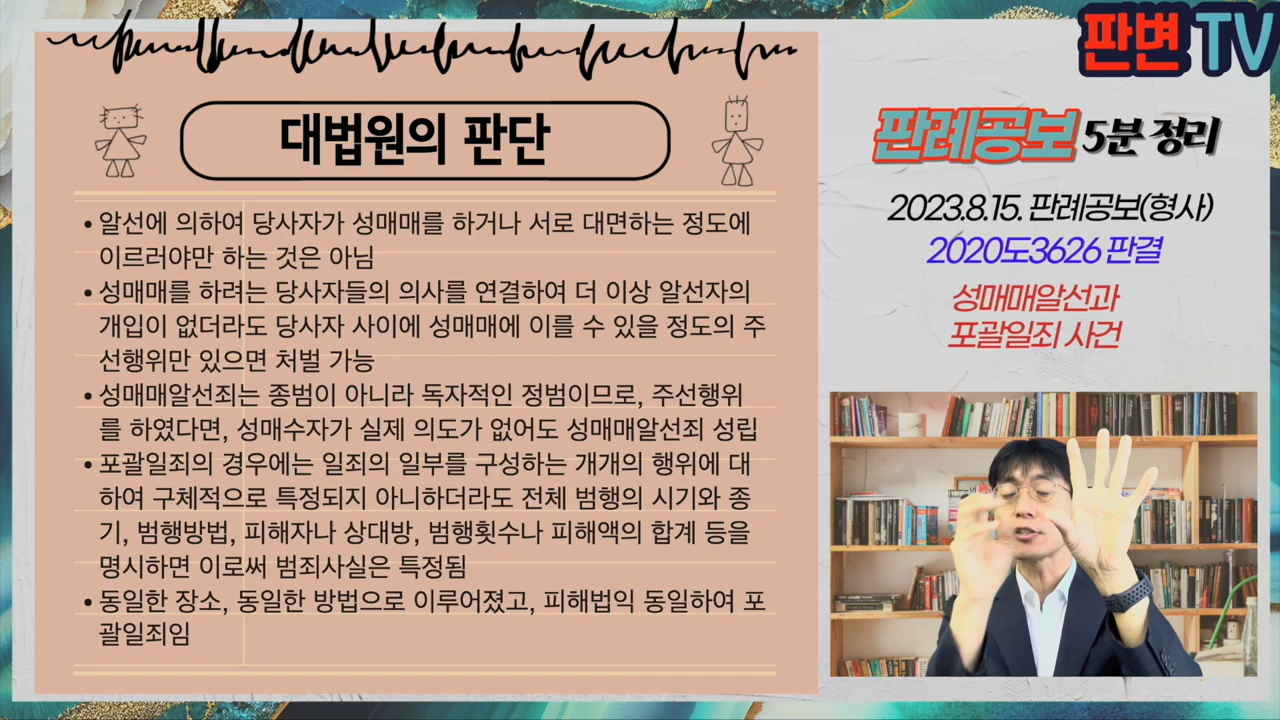 판변 TV
대법원의 판단
• 알선에 의하여 당사자가 성매매를 하거나 서로 대면하는 정도에
이르러야만 하는 것은 아님
• 성매매를 하려는 당사자들의 의사를 연결하여 더 이상 알선자의
개입이 없더라도 당사자 사이에 성매매에 이를 수 있을 정도의 주
선행위만 있으면 처벌 가능
• 성매매알선죄는 종범이 아니라 독자적인 정범이므로, 주선행위
를 하였다면, 성매수자가 실제 의도가 없어도 성매매알선죄 성립
• 포괄일죄의 경우에는 일죄의 일부를 구성하는 개개의 행위에 대
하여 구체적으로 특정되지 아니하더라도 전체 범행의 시기와 종
기, 범행방법, 피해자나 상대방, 범행횟수나 피해액의 합계 등을
명시하면 이로써 범죄사실은 특정됨
• 동일한 장소, 동일한 방법으로 이루어졌고, 피해법익 동일하여 포
괄일죄임
판례공보 5분 정리
2023.8.15. 판례공보(형사)
2020도3626 판결
성매매알선과
포괄일죄 사건